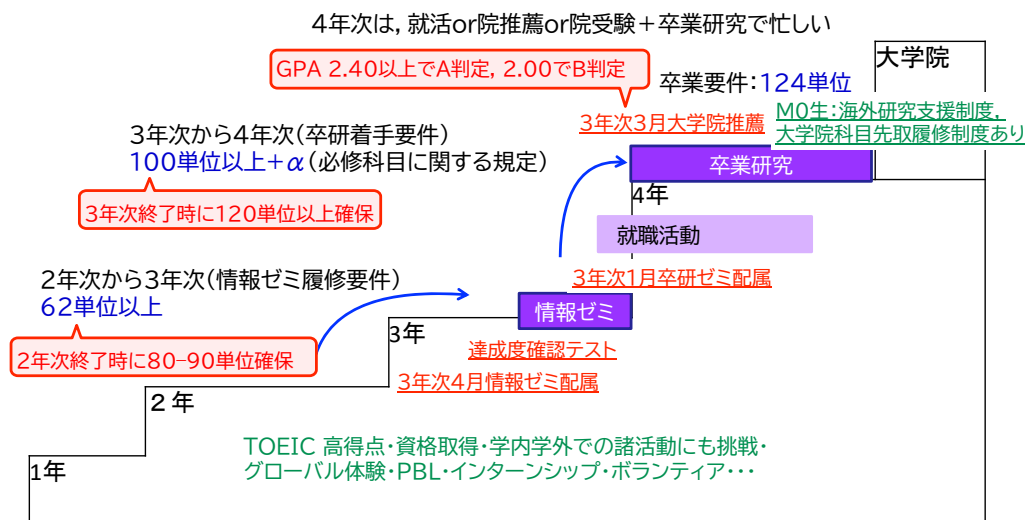 4年次は,就活or院推薦or院受験+卒業研究で忙しい
大学院
GPA 2.40以上でA判定, 2.00でB判定
卒業要件:124単位
M0生:海外研究支援制度,
大学院科目先取履修制度あり
3年次3月大学院推薦
3年次から4年次(卒研着手要件)
100単位以上+α(必修科目に関する規定)
卒業研究
4年
3年次終了時に120単位以上確保
就職活動
2年次から3年次(情報ゼミ履修要件)
62単位以上
3年次1月卒研ゼミ配属
情報ゼミ
3年
2年次終了時に80-90単位確保
達成度確認テスト
3年次4月情報ゼミ配属
2年
TOEIC 高得点・資格取得・学内学外での諸活動にも挑戦・
グローバル体験・PBL・インターンシップ・ボランティア・・・
1年